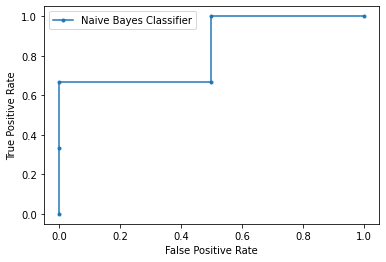 Naive Bayes Classifier
1.0
0.8
0.6
0.4
0.2
0.0
True Positive Rate
0.0 0.2 0.4 0.6 0.8 1.0
False Positive Rate